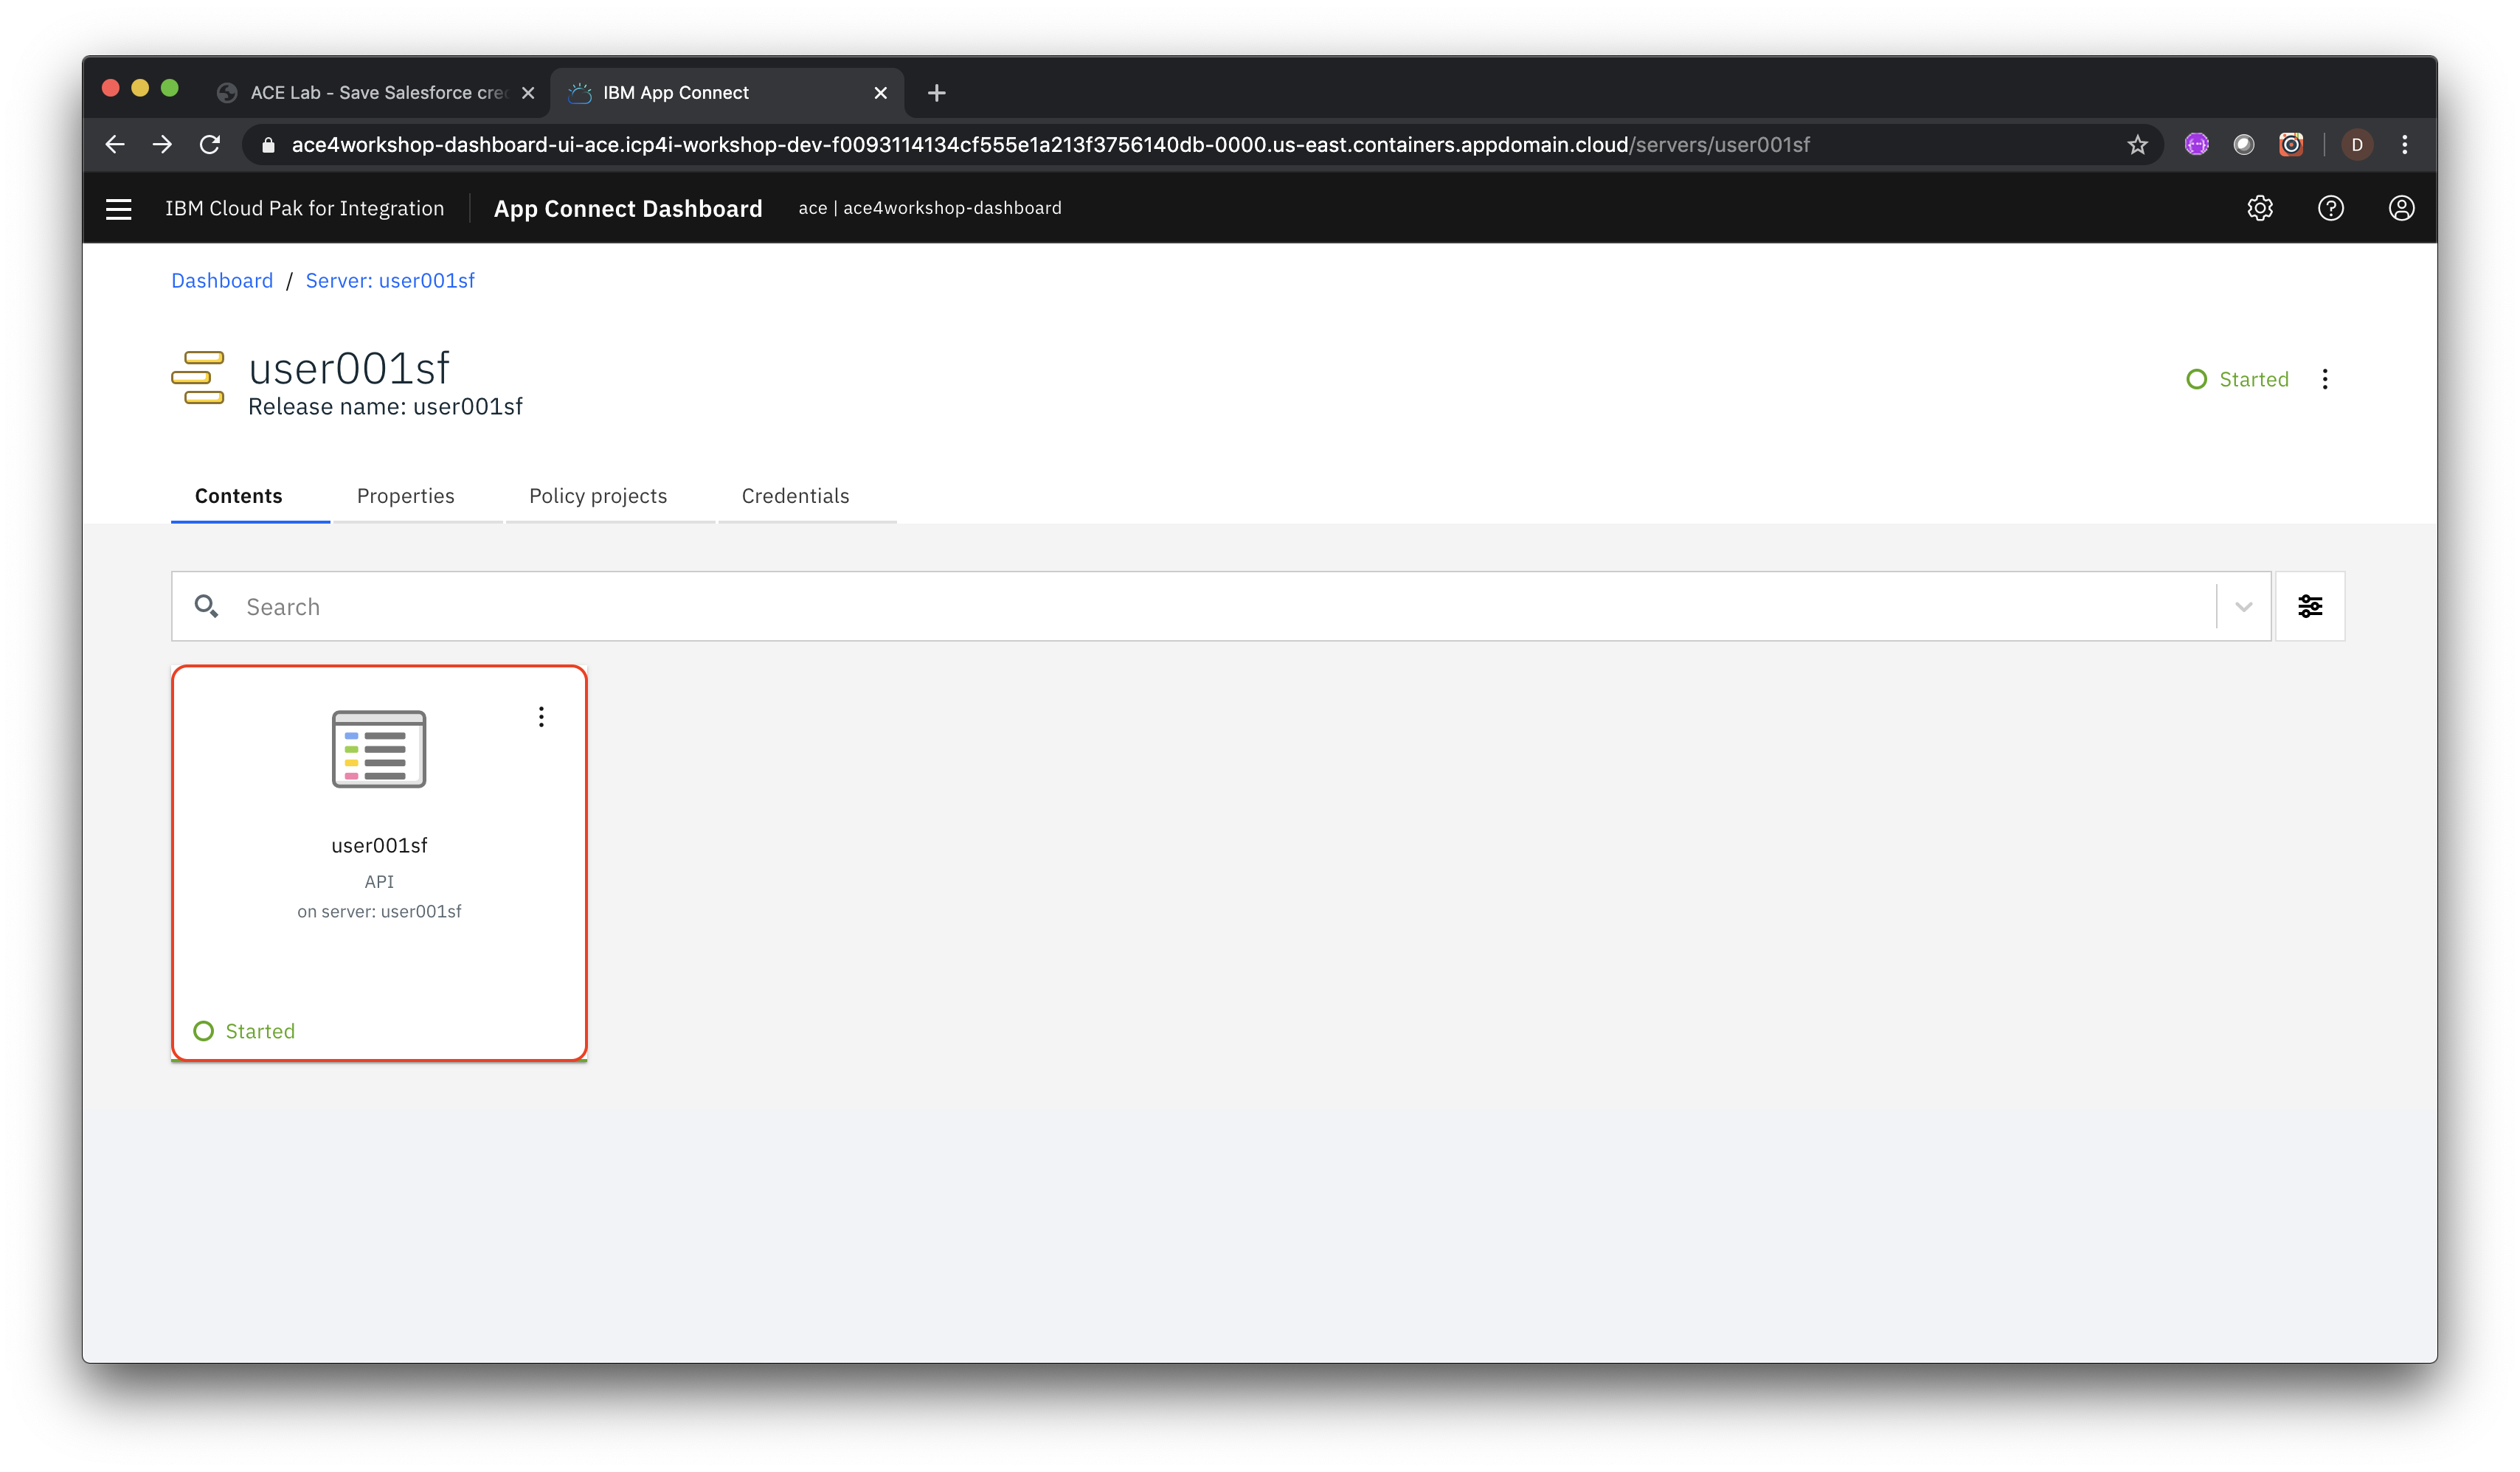 ACE Lab - Save Salesforce cre
IBM App Connect
ace4workshop-dashboard-ui-ace.icp4i-workshop-dev-f0093114134cf555e1a213f3756140db-0000.us-east.containers.appdomain.cloud/servers/user001sf
D
IBM Cloud Pak for Integration
App Connect Dashboard
ace | ace4workshop-dashboard
Dashboard / Server: user001sf
user001sf
Release name: user001sf
Started
Contents
Properties
Policy projects
Credentials
Search
user001sf
API
on server: user001sf
Started